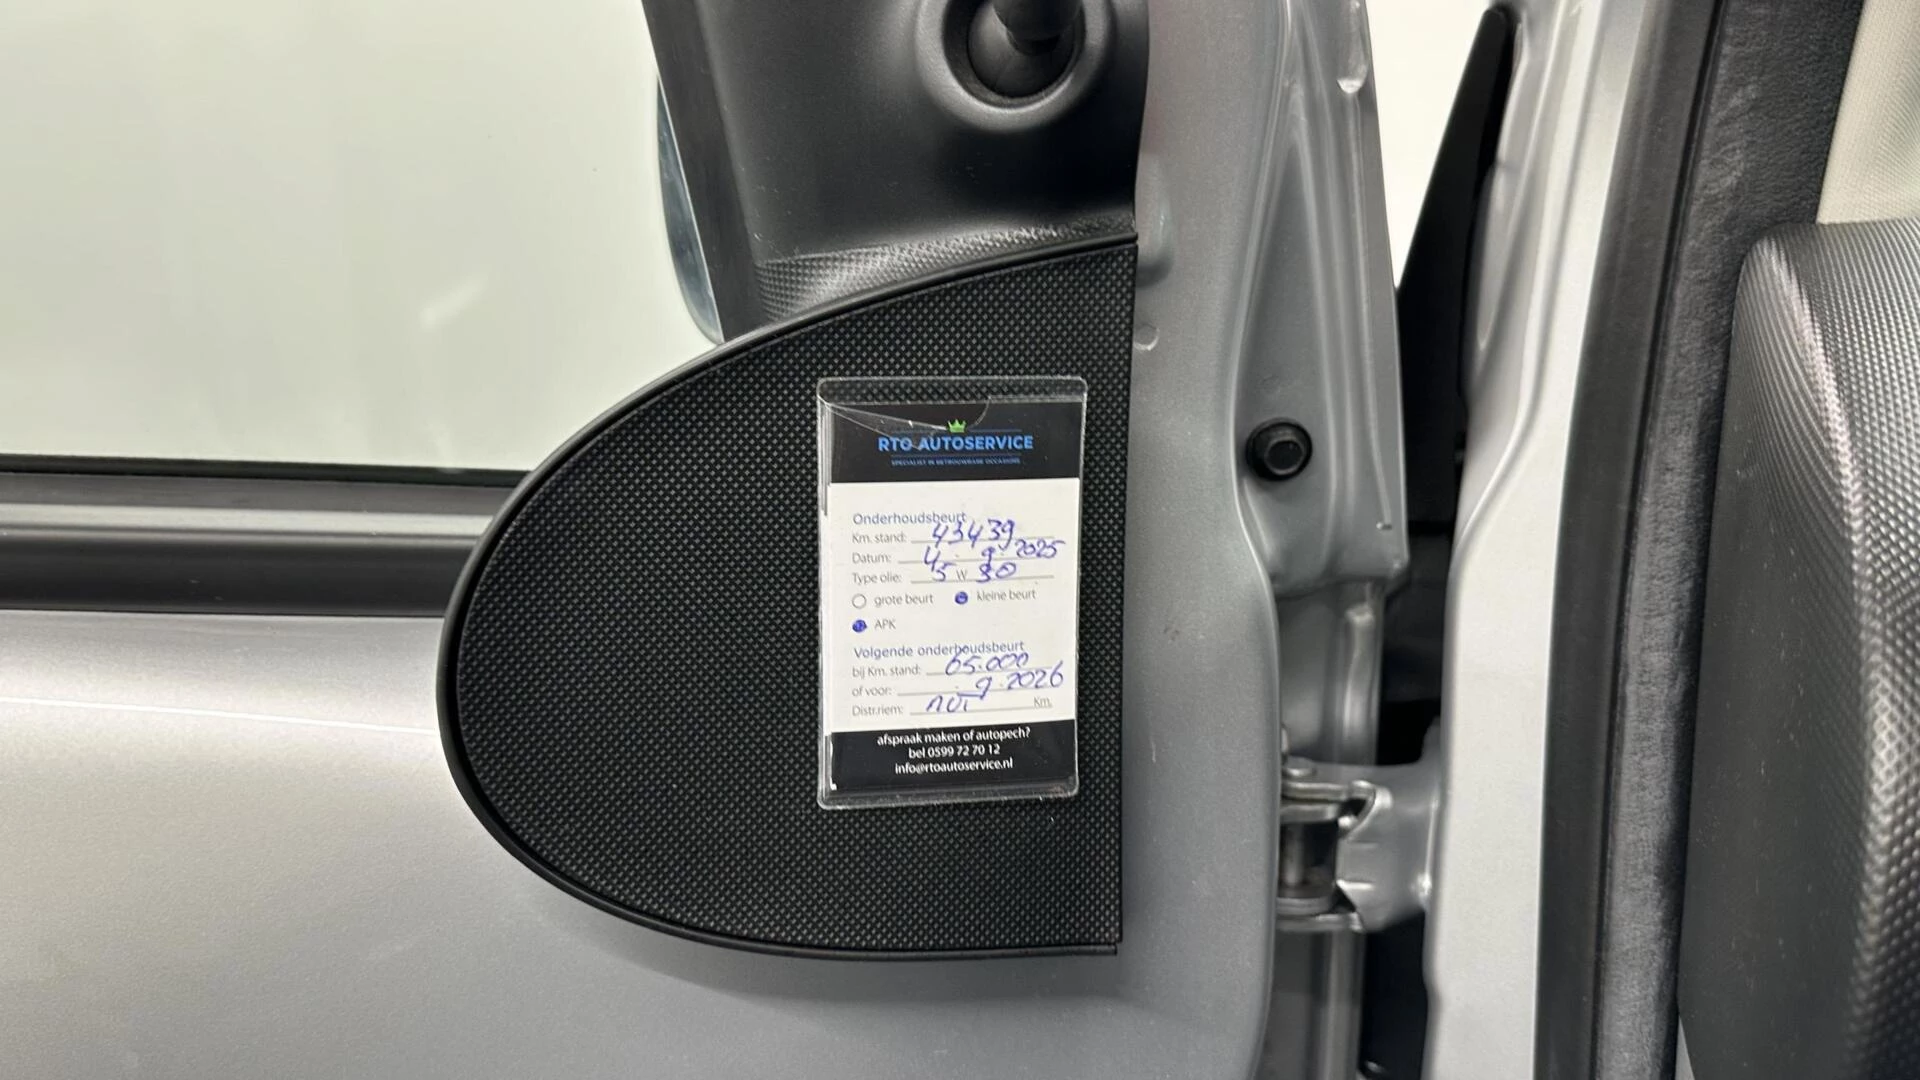 RTO AUTOSERVICE
SPECIALIST IN BETROUWBARE OCCASIONS
Onderhoudsbeurt
Km. stand: 43439
Datum: 4. 9. 2025
Type olie: 5 W 30
grote beurt kleine beurt
APK
Volgende onderhoudsbeurt
bij Km. stand: 65.000
of voor: . 9. 2026
Distr.riem: Km.
afspraak maken of autopech?
bel 0599 72 70 12
info@rtoautoservice.nl